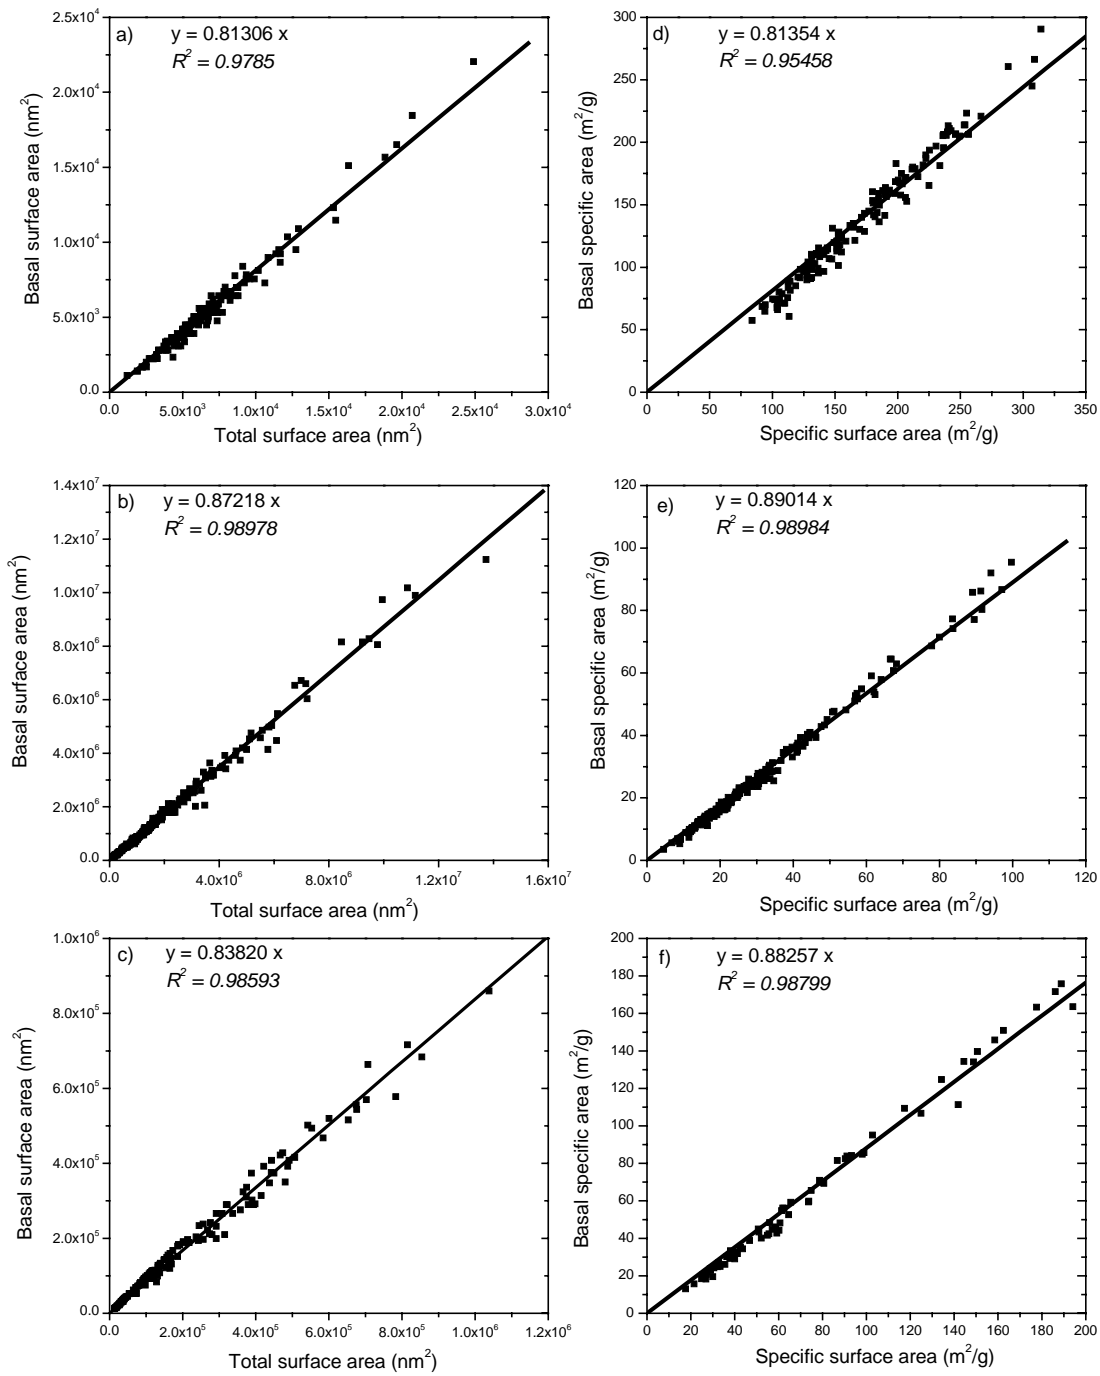 a)
y = 0.81306 x
R² = 0.9785
2.5x10⁴
2.0x10⁴
1.5x10⁴
1.0x10⁴
5.0x10³
0.0
Basal surface area (nm²)
0.0 5.0x10³ 1.0x10⁴ 1.5x10⁴ 2.0x10⁴ 2.5x10⁴ 3.0x10⁴
Total surface area (nm²)
d)
y = 0.81354 x
R² = 0.95458
300
250
200
150
100
50
0
Basal specific area (m²/g)
0 50 100 150 200 250 300 350
Specific surface area (m²/g)
b)
y = 0.87218 x
R² = 0.98978
1.4x10⁷
1.2x10⁷
1.0x10⁷
8.0x10⁶
6.0x10⁶
4.0x10⁶
2.0x10⁶
0.0
Basal surface area (nm²)
0.0 4.0x10⁶ 8.0x10⁶ 1.2x10⁷ 1.6x10⁷
Total surface area (nm²)
e)
y = 0.89014 x
R² = 0.98984
120
100
80
60
40
20
0
Basal specific area (m²/g)
0 20 40 60 80 100 120
Specific surface area (m²/g)
c)
y = 0.83820 x
R² = 0.98593
1.0x10⁶
8.0x10⁵
6.0x10⁵
4.0x10⁵
2.0x10⁵
0.0
Basal surface area (nm²)
0.0 2.0x10⁵ 4.0x10⁵ 6.0x10⁵ 8.0x10⁵ 1.0x10⁶ 1.2x10⁶
Total surface area (nm²)
f)
y = 0.88257 x
R² = 0.98799
200
180
160
140
120
100
80
60
40
20
0
Basal specific area (m²/g)
0 20 40 60 80 100 120 140 160 180 200
Specific surface area (m²/g)